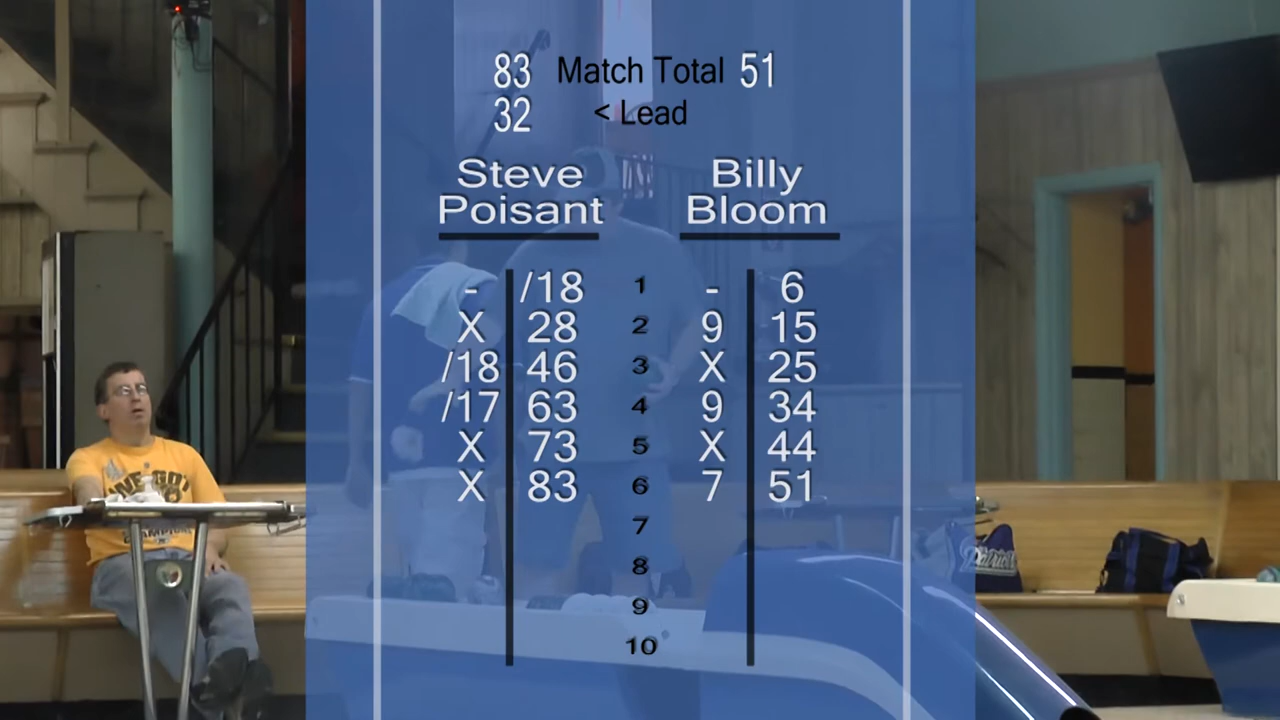 83 Match Total 51
32 < Lead
Steve Poisant
Billy Bloom
- /18 1 - 6
X 28 2 9 15
/18 46 3 X 25
/17 63 4 9 34
X 73 5 X 44
X 83 6 7 51
7
8
9
10
Patriots